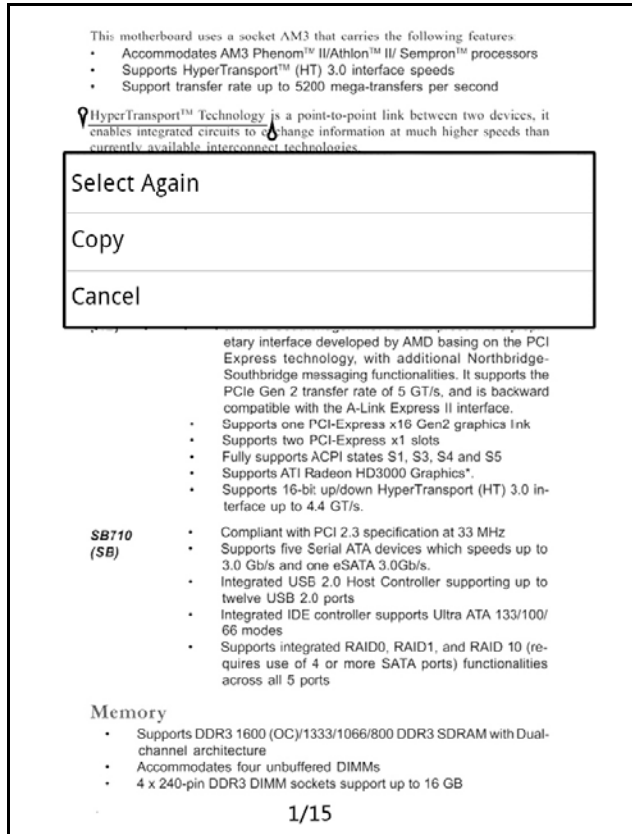 This motherboard uses a socket AM3 that carries the following features:
• Accommodates AM3 Phenom™ II/Athlon™ II/ Sempron™ processors
• Supports HyperTransport™ (HT) 3.0 interface speeds
• Support transfer rate up to 5200 mega-transfers per second
HyperTransport™ Technology is a point-to-point link between two devices, it
enables integrated circuits to exchange information at much higher speeds than
currently available interconnect technologies.
Select Again
Copy
Cancel
etary interface developed by AMD basing on the PCI
Express technology, with additional Northbridge-
Southbridge messaging functionalities. It supports the
PCIe Gen 2 transfer rate of 5 GT/s, and is backward
compatible with the A-Link Express II interface.
• Supports one PCI-Express x16 Gen2 graphics link
• Supports two PCI-Express x1 slots
• Fully supports ACPI states S1, S3, S4 and S5
• Supports ATI Radeon HD3000 Graphics*.
• Supports 16-bit up/down HyperTransport (HT) 3.0 in-
terface up to 4.4 GT/s.
SB710 • Compliant with PCI 2.3 specification at 33 MHz
(SB) • Supports five Serial ATA devices which speeds up to
3.0 Gb/s and one eSATA 3.0Gb/s.
• Integrated USB 2.0 Host Controller supporting up to
twelve USB 2.0 ports
• Integrated IDE controller supports Ultra ATA 133/100/
66 modes
• Supports integrated RAID0, RAID1, and RAID 10 (re-
quires use of 4 or more SATA ports) functionalities
across all 5 ports
Memory
• Supports DDR3 1600 (OC)/1333/1066/800 DDR3 SDRAM with Dual-
channel architecture
• Accommodates four unbuffered DIMMs
• 4 x 240-pin DDR3 DIMM sockets support up to 16 GB
1/15